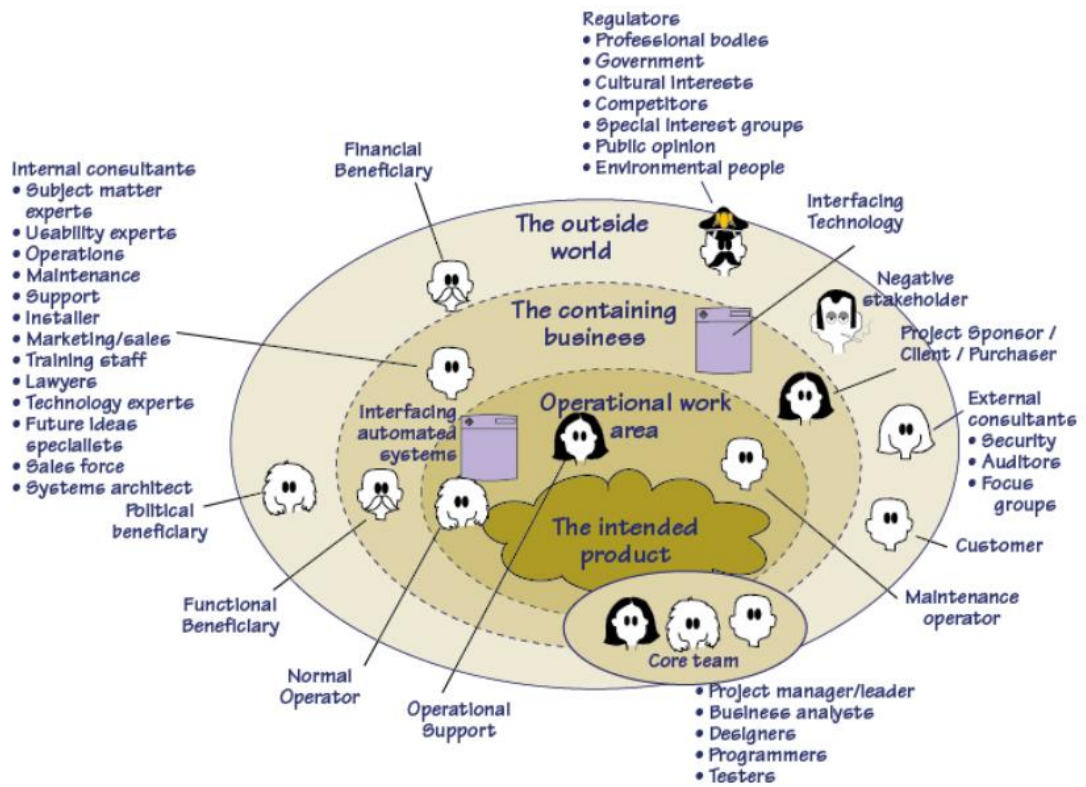 Regulators
• Professional bodies
• Government
• Cultural Interests
• Competitors
• Special interest groups
• Public opinion
• Environmental people
Financial
Beneficiary
Internal consultants
• Subject matter
experts
• Usability experts
• Operations
• Maintenance
• Support
• Installer
• Marketing/sales
• Training staff
• Lawyers
• Technology experts
• Future ideas
specialists
• Sales force
• Systems architect
Interfacing
Technology
The outside
world
Negative
stakeholder
The containing
business
Project Sponsor /
Client / Purchaser
Operational work
area
Interfacing
automated
systems
External
consultants:
• Security
• Auditors
• Focus
groups
Political
beneficiary
The intended
product
Customer
Functional
Beneficiary
Maintenance
operator
Normal
Operator
Operational
Support
Core team
• Project manager/leader
• Business analysts
• Designers
• Programmers
• Testers